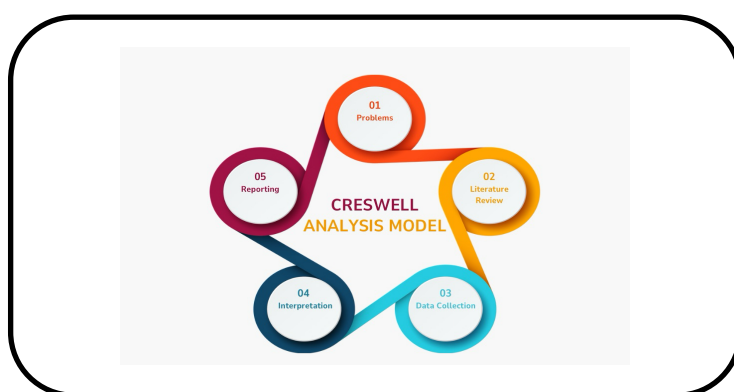 01
Problems
02
Literature
Review
03
Data Collection
04
Interpretation
05
Reporting
CRESWELL
ANALYSIS MODEL